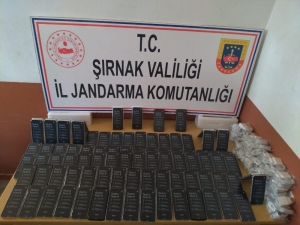 T.C.
ŞIRNAK VALİLİĞİ
İL JANDARMA KOMUTANLIĞI